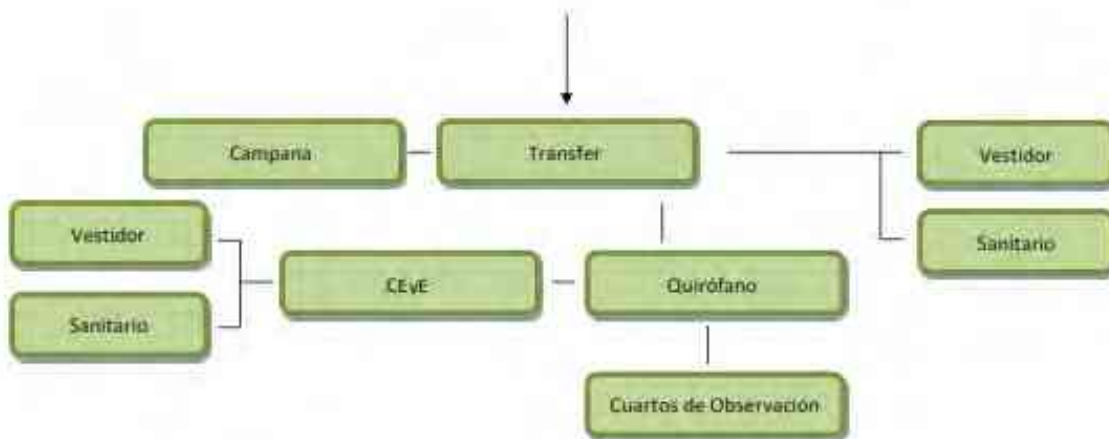 Campana
Transfer
Vestidor
Vestidor
Sanitario
CEyE
Quirófano
Sanitario
Cuartos de Observación